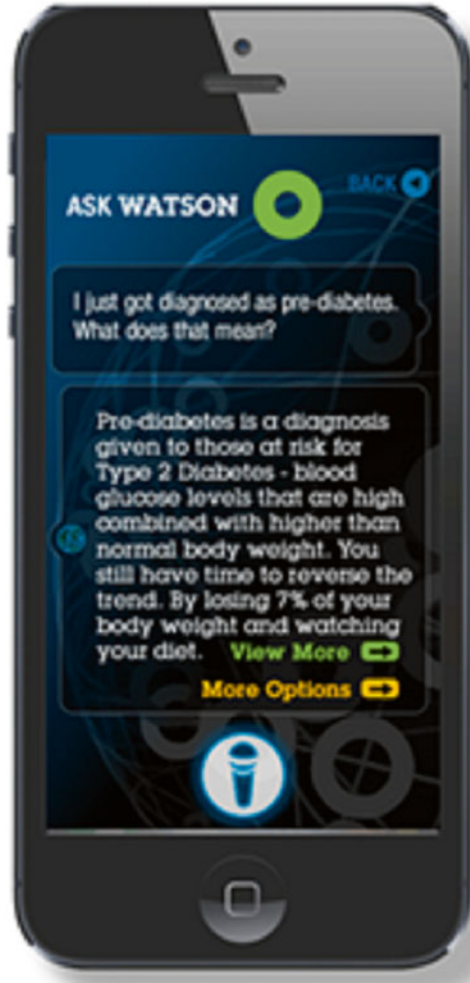 ASK WATSON
BACK
I just got diagnosed as pre-diabetes.
What does that mean?
Pre-diabetes is a diagnosis
given to those at risk for
Type 2 Diabetes - blood
glucose levels that are high
combined with higher than
normal body weight. You
still have time to reverse the
trend. By losing 7% of your
body weight and watching
your diet. View More
More Options